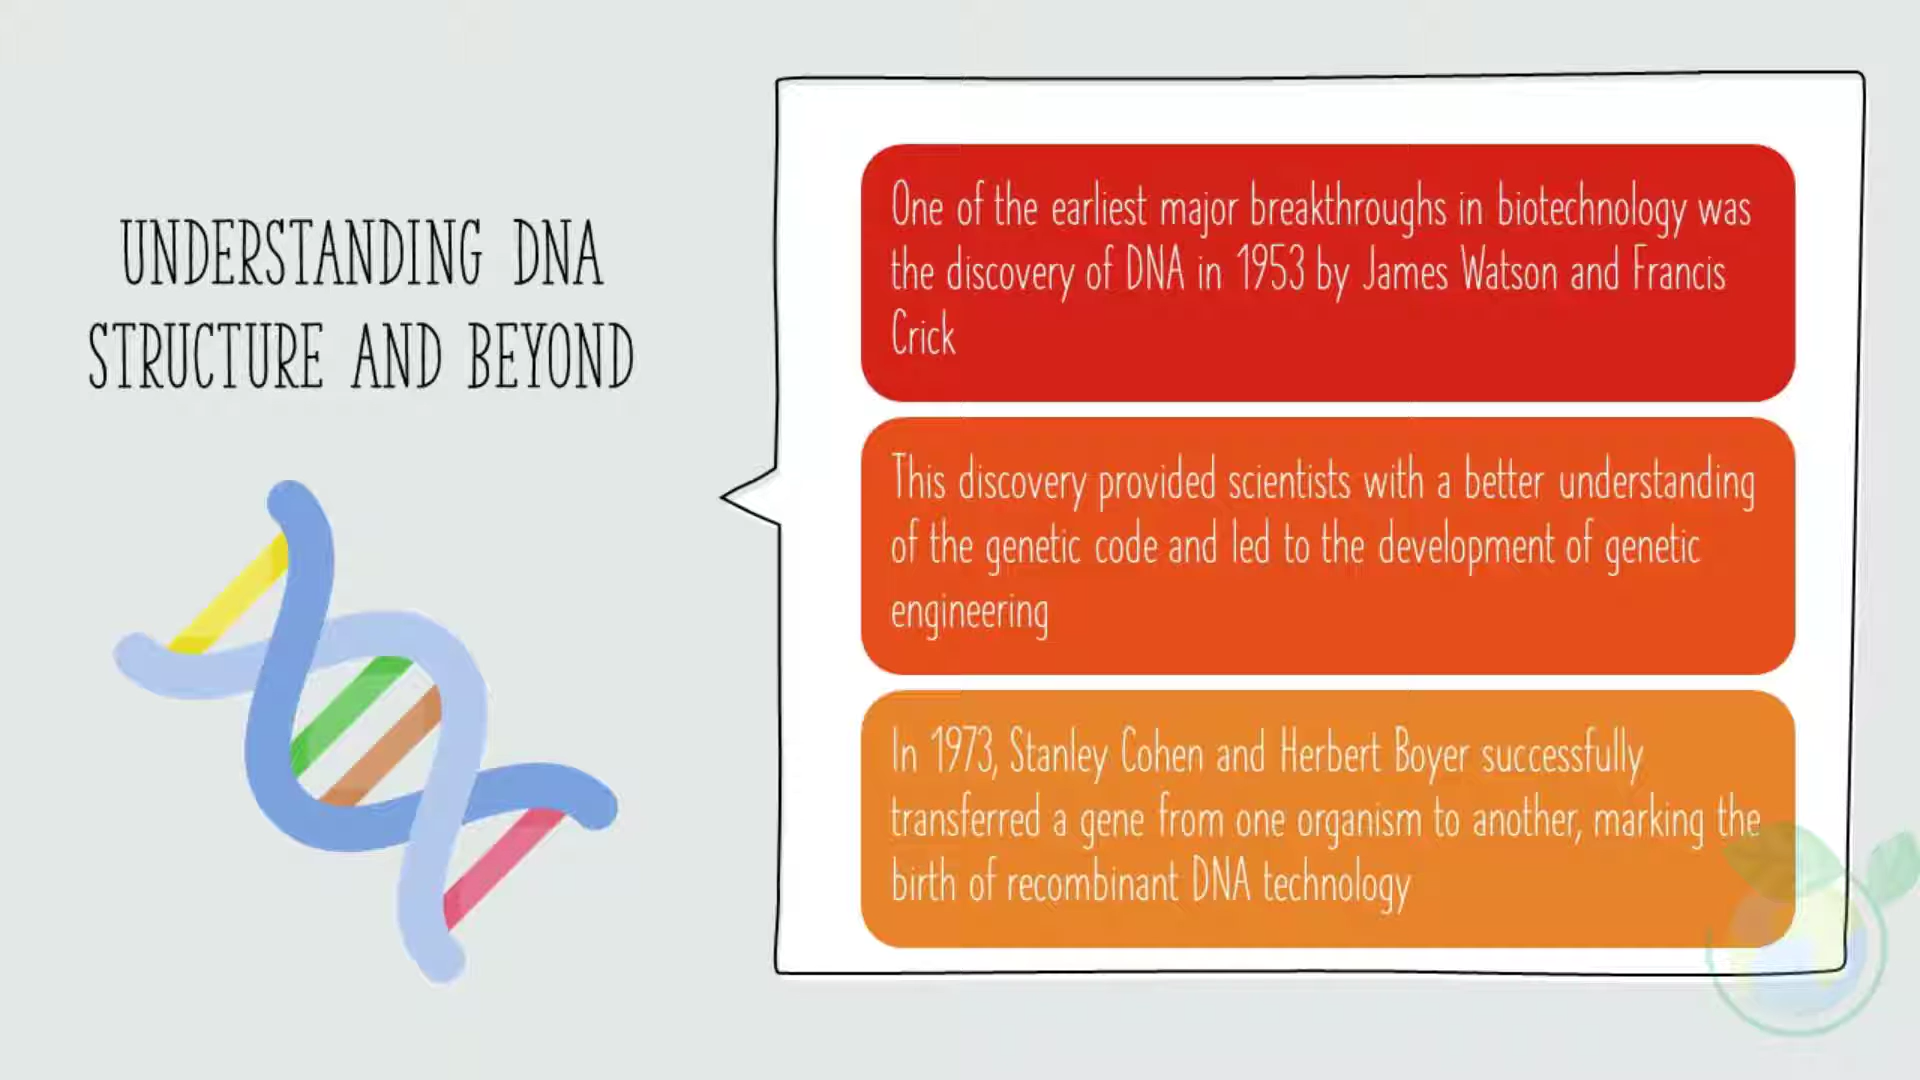 UNDERSTANDING DNA
STRUCTURE AND BEYOND
One of the earliest major breakthroughs in biotechnology was
the discovery of DNA in 1953 by James Watson and Francis
Crick
This discovery provided scientists with a better understanding
of the genetic code and led to the development of genetic
engineering
In 1973, Stanley Cohen and Herbert Boyer successfully
transferred a gene from one organism to another, marking the
birth of recombinant DNA technology